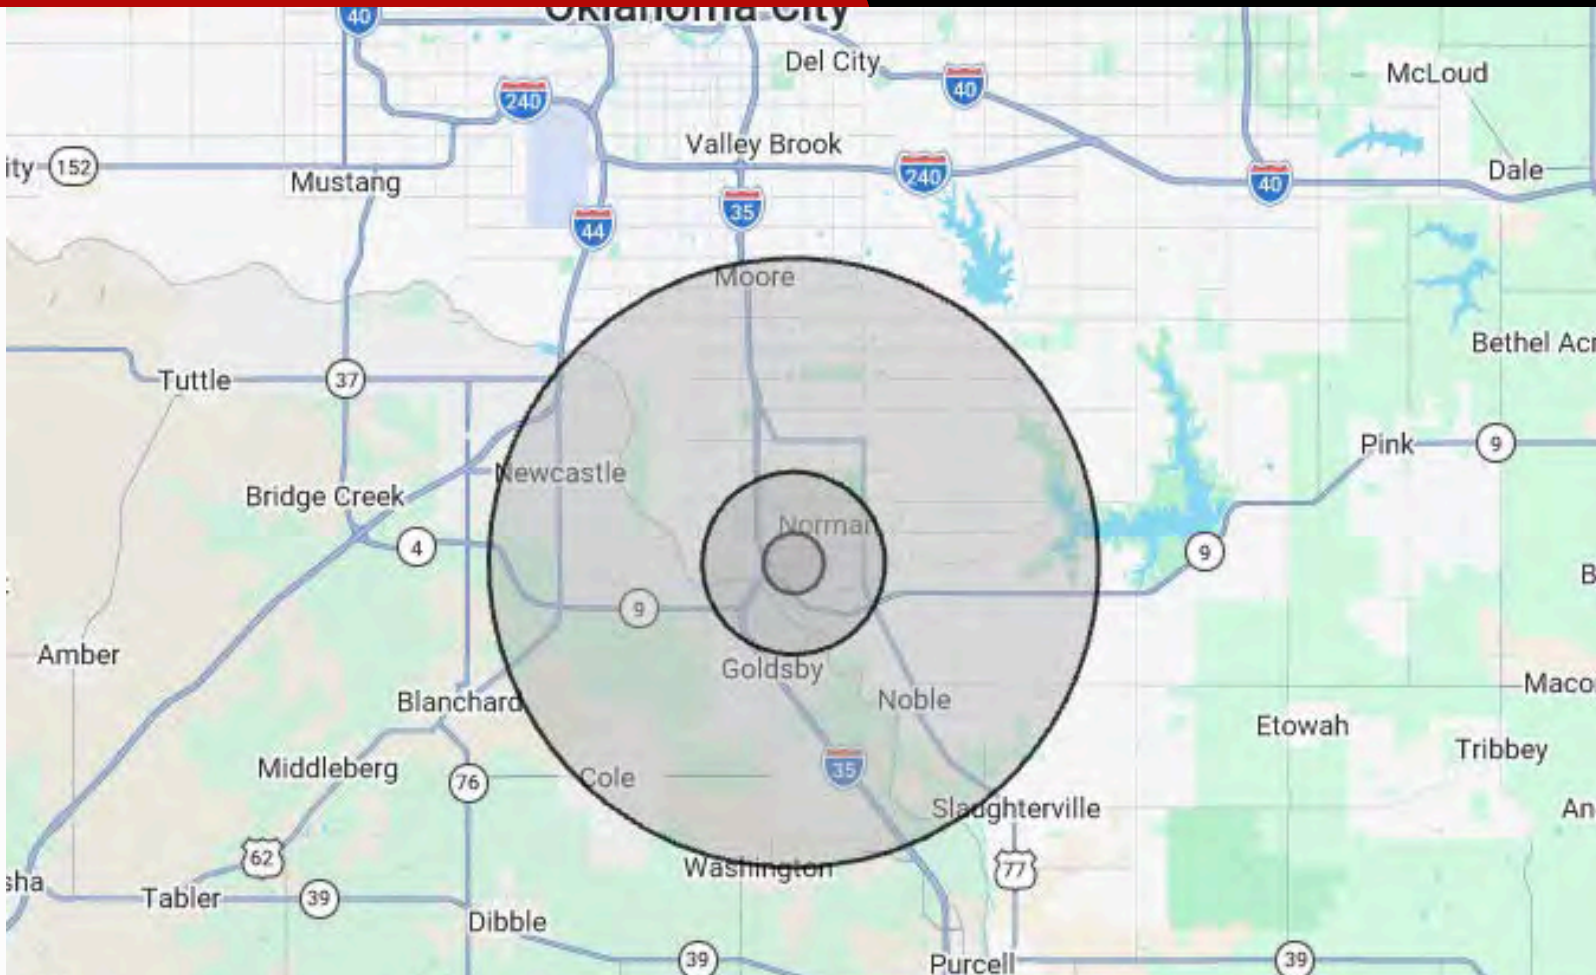 Oklahoma City
40
Del City
40
McLoud
240
Valley Brook
ity
152
240
Dale
Mustang
40
35
44
Moore
Bethel Acr
Tuttle
37
Newcastle
Pink
9
Bridge Creek
Norman
4
9
9
B
Amber
Goldsby
Maco
Blanchard
Noble
Etowah
Tribbey
Middleberg
35
76
Cole
Slaughterville
An
62
Washington
77
sha
Tabler
39
Dibble
39
Purcell
39